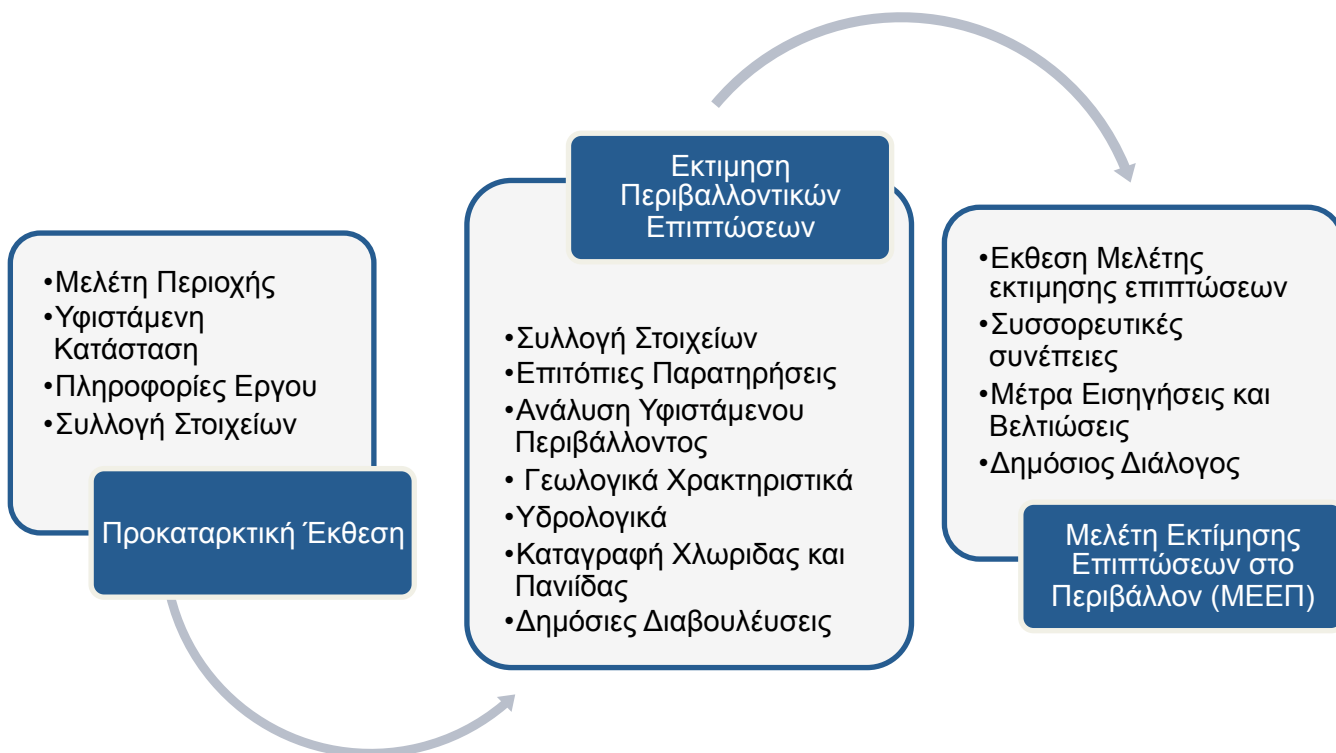 •Μελέτη Περιοχής
•Υφιστάμενη
Κατάσταση
•Πληροφορίες Εργου
•Συλλογή Στοιχείων
Προκαταρκτική Έκθεση
Εκτιμηση
Περιβαλλοντικών
Επιπτώσεων
•Συλλογή Στοιχείων
•Επιτόπιες Παρατηρήσεις
•Ανάλυση Υφιστάμενου
Περιβάλλοντος
• Γεωλογικά Χρακτηριστικά
•Υδρολογικά
•Καταγραφή Χλωριδας και
Πανιίδας
•Δημόσιες Διαβουλέυσεις
•Εκθεση Μελέτης
εκτιμησης επιπτώσεων
•Συσσορευτικές
συνέπειες
•Μέτρα Εισηγήσεις και
Βελτιώσεις
•Δημόσιος Διάλογος
Μελέτη Εκτίμησης
Επιπτώσεων στο
Περιβάλλον (ΜΕΕΠ)